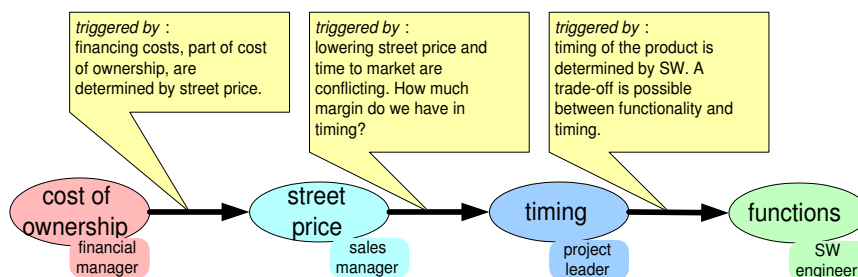 triggered by :
financing costs, part of cost
of ownership, are
determined by street price.
triggered by :
lowering street price and
time to market are
conflicting. How much
margin do we have in
timing?
triggered by :
timing of the product is
determined by SW. A
trade-off is possible
between functionality and
timing.
cost of
ownership
financial
manager
street
price
sales
manager
timing
project
leader
functions
SW
engineer